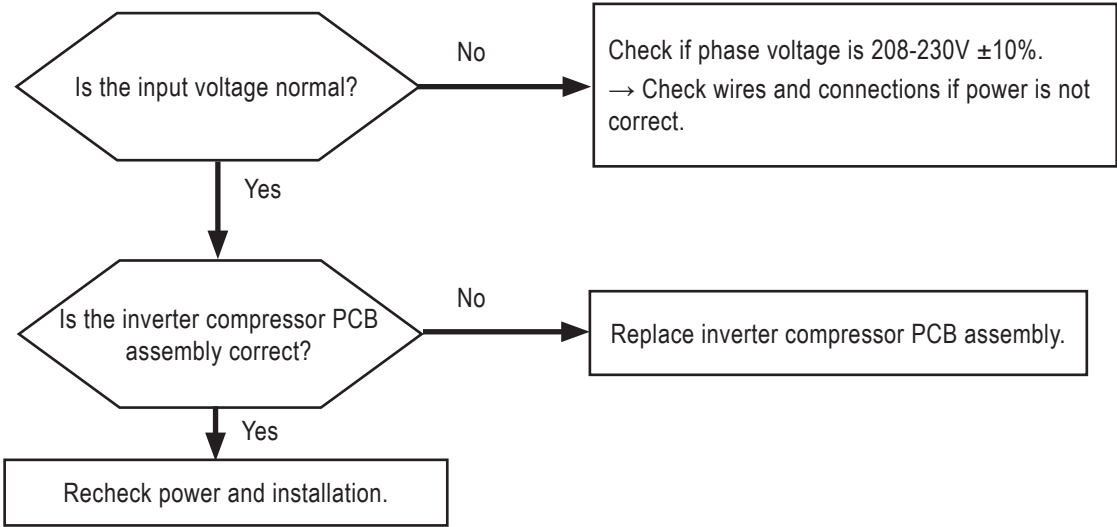 Is the input voltage normal?
No
Check if phase voltage is 208-230V ±10%.
→ Check wires and connections if power is not
correct.
Yes
Is the inverter compressor PCB
assembly correct?
No
Replace inverter compressor PCB assembly.
Yes
Recheck power and installation.